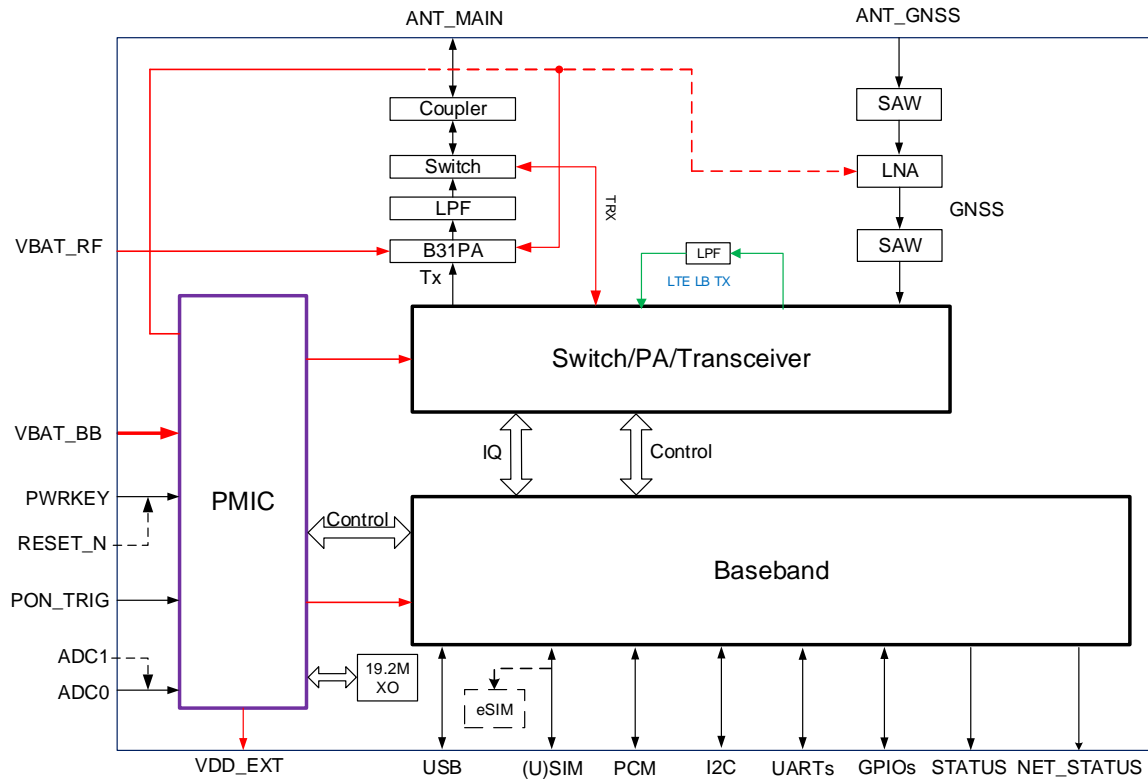 ANT_MAIN
ANT_GNSS
Coupler
SAW
Switch
LNA
TRX
LPF
GNSS
VBAT_RF
B31PA
SAW
LPF
Tx
LTE LB TX
Switch/PA/Transceiver
VBAT_BB
IQ
Control
PWRKEY
PMIC
Control
RESET_N
Baseband
PON_TRIG
ADC1
19.2M
XO
ADC0
eSIM
VDD_EXT
USB
(U)SIM
PCM
I2C
UARTs
GPIOs
STATUS
NET_STATUS